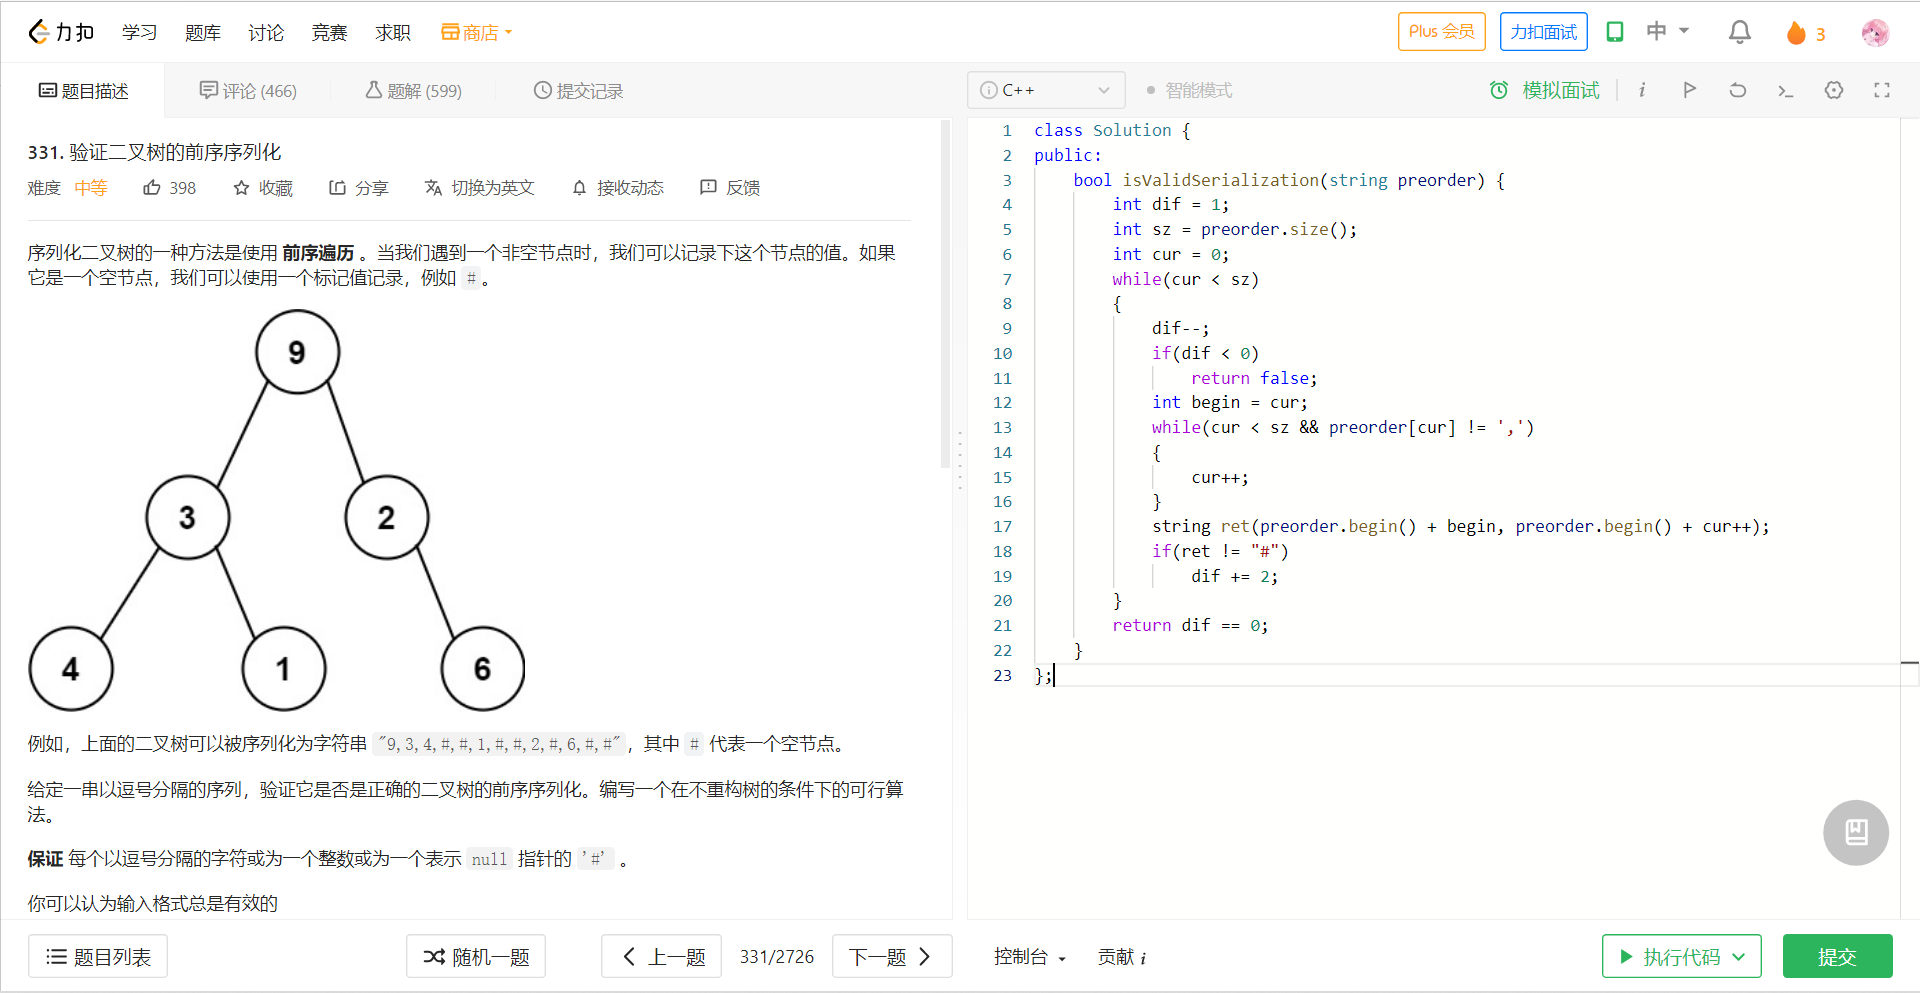 力扣 学习 题库 讨论 竞赛 求职 商店 Plus 会员 力扣面试 中 3
题目描述 评论 (466) 题解 (599) 提交记录
331. 验证二叉树的前序序列化
难度 中等 398 收藏 分享 切换为英文 接收动态 反馈
序列化二叉树的一种方法是使用 前序遍历 。当我们遇到一个非空节点时，我们可以记录下这个节点的值。如果
它是一个空节点，我们可以使用一个标记值记录，例如 #。
9
3 2
4 1 6
例如，上面的二叉树可以被序列化为字符串 "9,3,4,#,#,1,#,#,2,#,6,#,#"，其中 # 代表一个空节点。
给定一串以逗号分隔的序列，验证它是否是正确的二叉树的前序序列化。编写一个在不重构树的条件下的可行算
法。
保证 每个以逗号分隔的字符或为一个整数或为一个表示 null 指针的 '#' 。
你可以认为输入格式总是有效的
题目列表 随机一题 上一题 331/2726 下一题
C++ 智能模式 模拟面试 i
1 class Solution {
2 public:
3 bool isValidSerialization(string preorder) {
4 int dif = 1;
5 int sz = preorder.size();
6 int cur = 0;
7 while(cur < sz)
8 {
9 dif--;
10 if(dif < 0)
11 return false;
12 int begin = cur;
13 while(cur < sz && preorder[cur] != ',')
14 {
15 cur++;
16 }
17 string ret(preorder.begin() + begin, preorder.begin() + cur++);
18 if(ret != "#")
19 dif += 2;
20 }
21 return dif == 0;
22 }
23 };
控制台 贡献 i 执行代码 提交